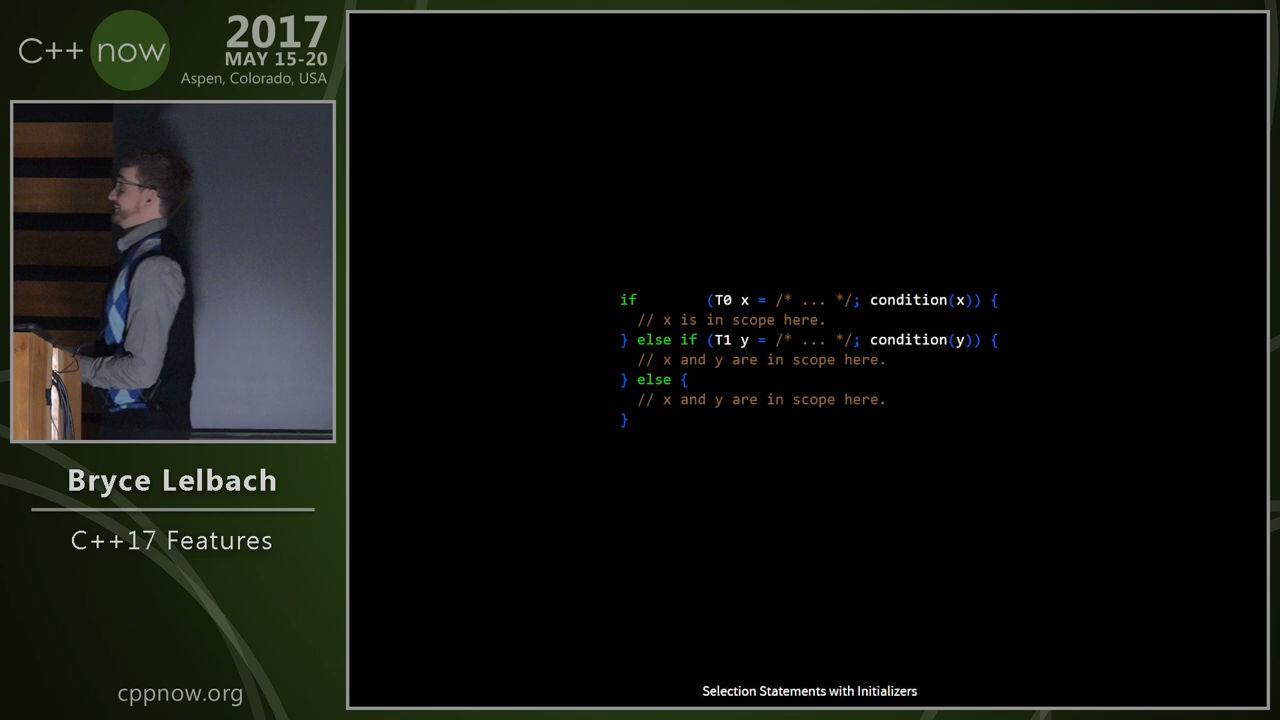 C++ now
2017
MAY 15-20
Aspen, Colorado, USA
Bryce Lelbach
C++17 Features
cppnow.org
if        (T0 x = /* ... */; condition(x)) {
  // x is in scope here.
} else if (T1 y = /* ... */; condition(y)) {
  // x and y are in scope here.
} else {
  // x and y are in scope here.
}
Selection Statements with Initializers